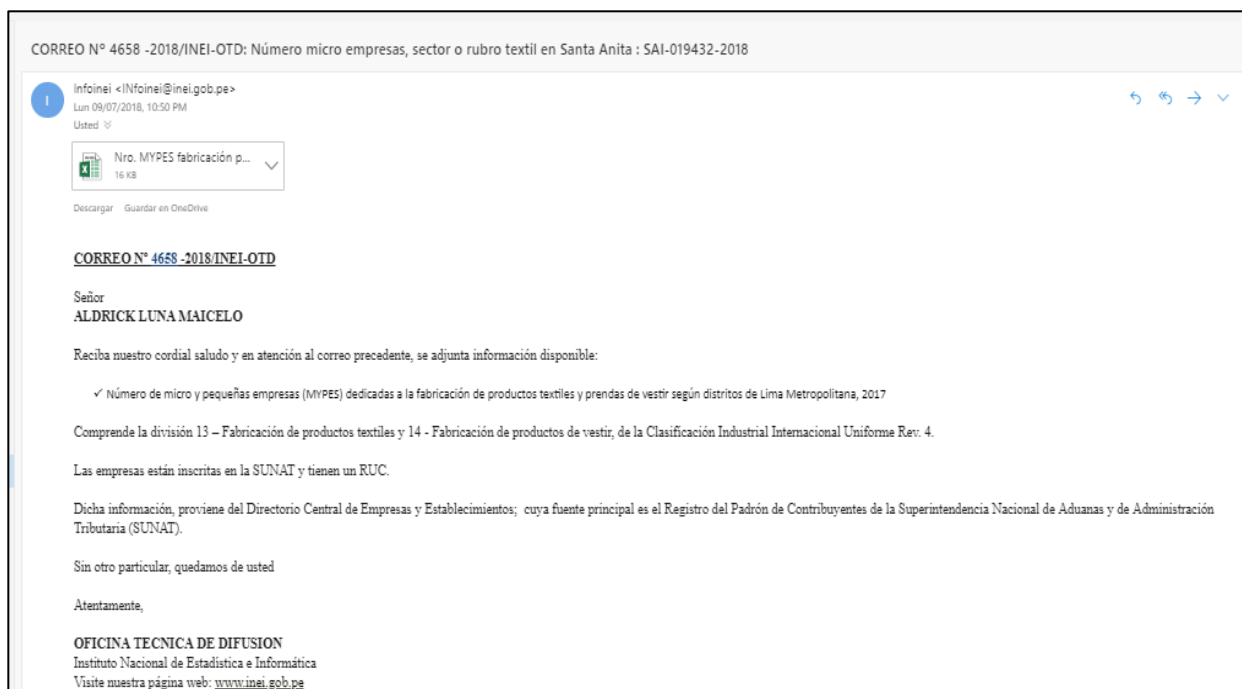 CORREO N° 4658 -2018/INEI-OTD: Número micro empresas, sector o rubro textil en Santa Anita : SAI-019432-2018
I
Infoinei <INfoinei@inei.gob.pe>
Lun 09/07/2018, 10:50 PM
Usted
Nro. MYPES fabricación p...
16 KB
Descargar Guardar en OneDrive
CORREO N° 4658 -2018/INEI-OTD
Señor
ALDRICK LUNA MAICELO
Reciba nuestro cordial saludo y en atención al correo precedente, se adjunta información disponible:
✓ Número de micro y pequeñas empresas (MYPES) dedicadas a la fabricación de productos textiles y prendas de vestir según distritos de Lima Metropolitana, 2017
Comprende la división 13 – Fabricación de productos textiles y 14 - Fabricación de productos de vestir, de la Clasificación Industrial Internacional Uniforme Rev. 4.
Las empresas están inscritas en la SUNAT y tienen un RUC.
Dicha información, proviene del Directorio Central de Empresas y Establecimientos; cuya fuente principal es el Registro del Padrón de Contribuyentes de la Superintendencia Nacional de Aduanas y de Administración
Tributaria (SUNAT).
Sin otro particular, quedamos de usted
Atentamente,
OFICINA TECNICA DE DIFUSION
Instituto Nacional de Estadística e Informática
Visite nuestra página web: www.inei.gob.pe